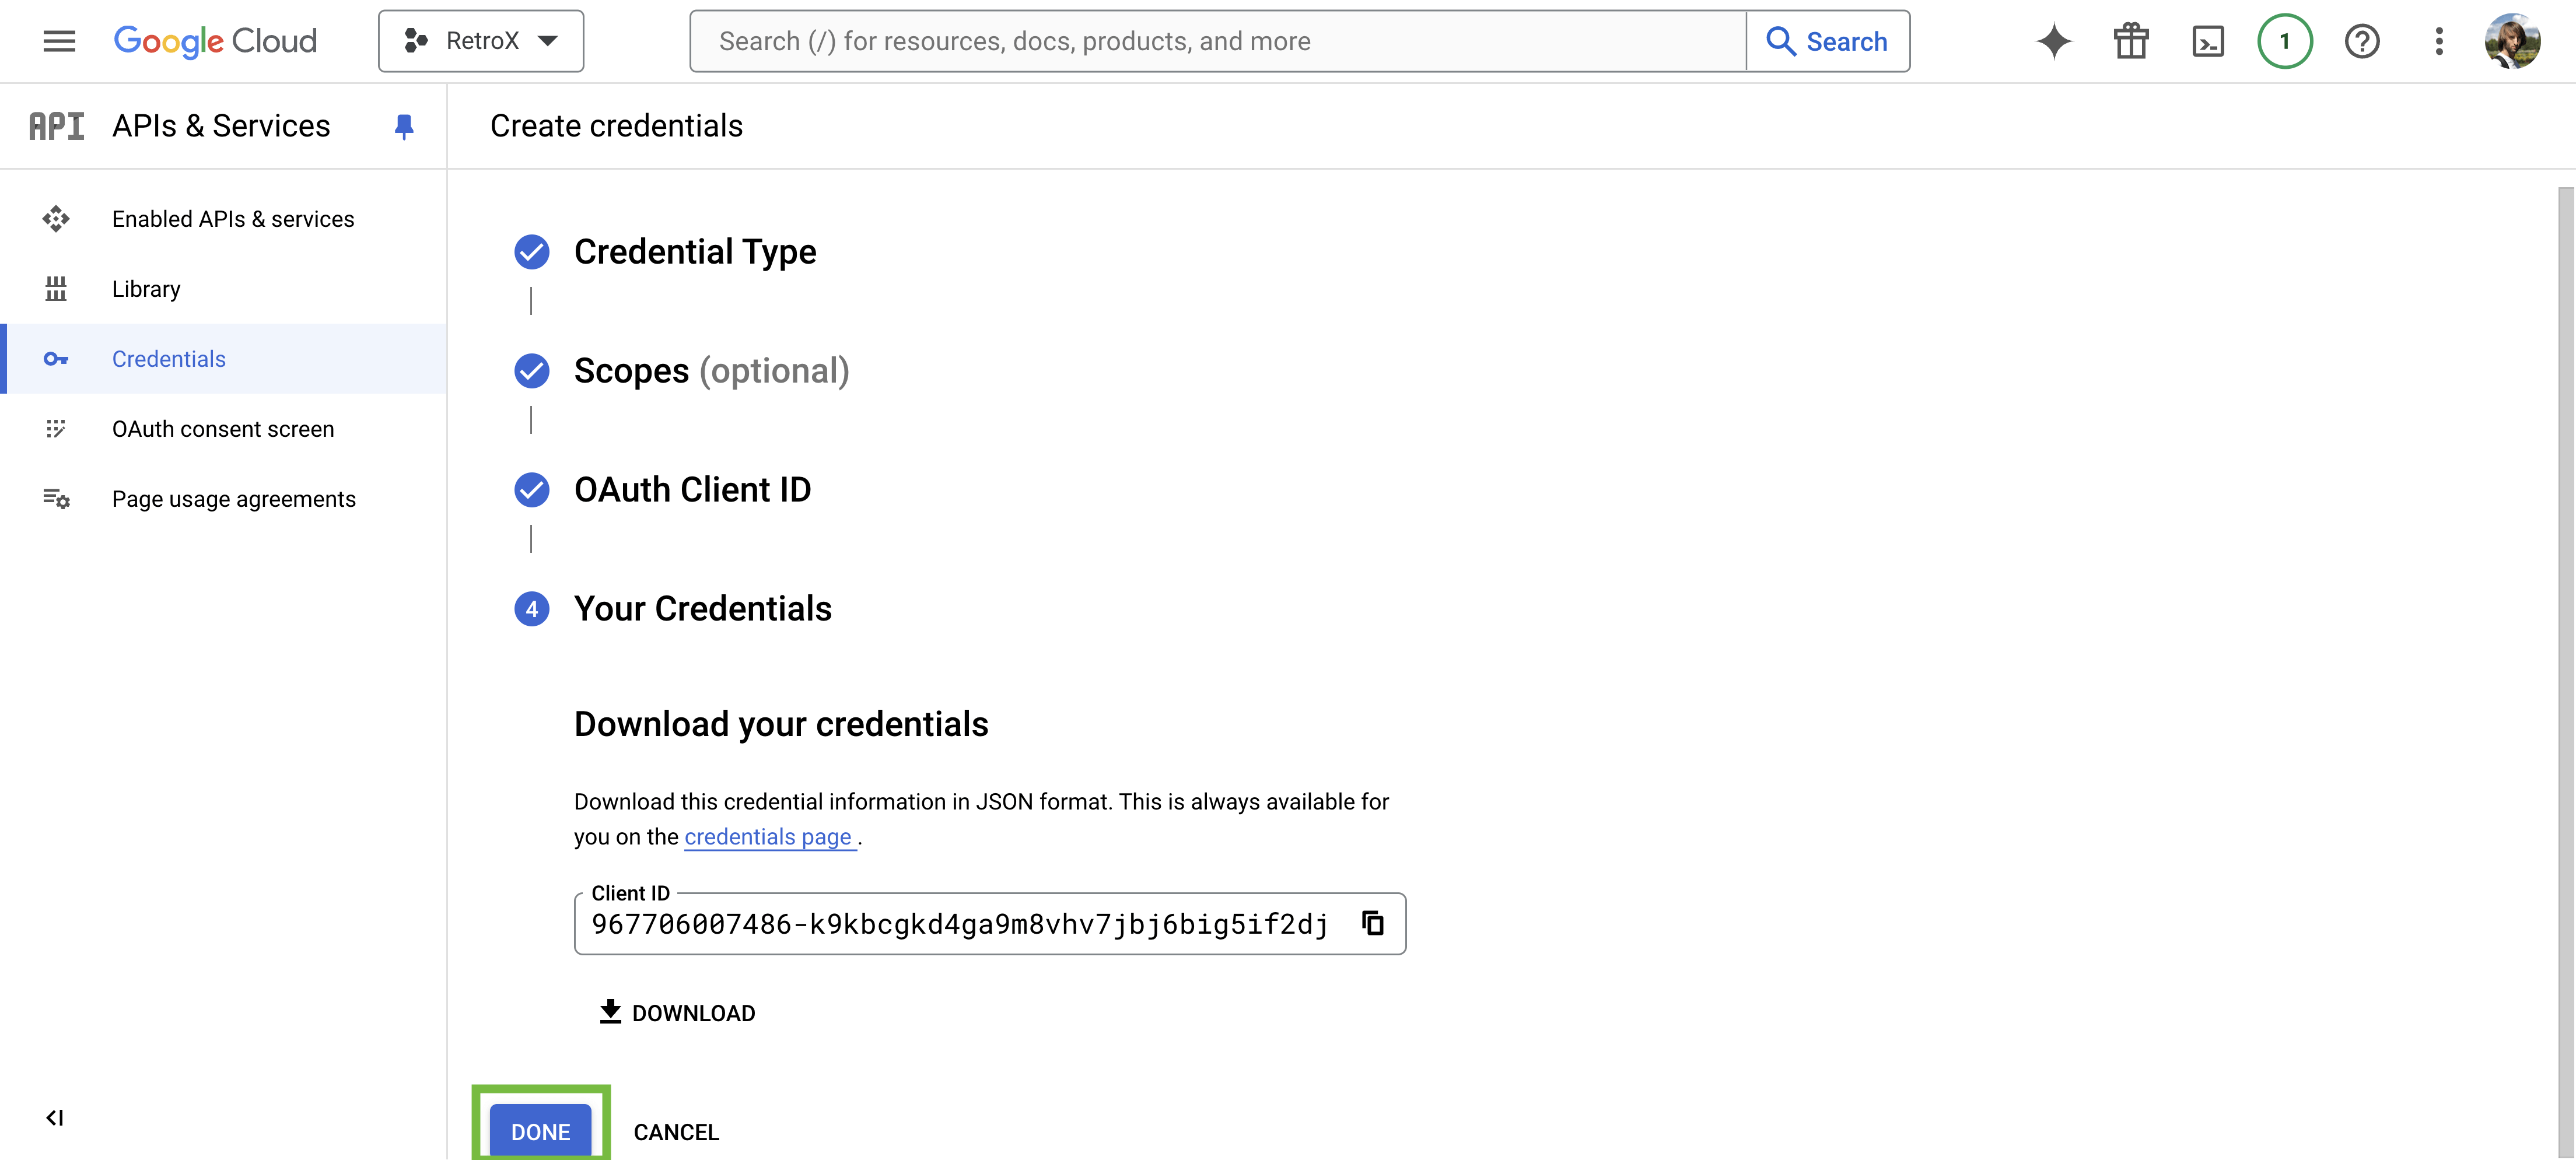 Google Cloud
RetroX
Search (/) for resources, docs, products, and more
Search
1
API
APIs & Services
Create credentials
Enabled APIs & services
Library
Credentials
OAuth consent screen
Page usage agreements
Credential Type
Scopes (optional)
OAuth Client ID
4
Your Credentials
Download your credentials
Download this credential information in JSON format. This is always available for
you on the credentials page .
Client ID
967706007486-k9kbcgkd4ga9m8vhv7jbj6big5if2dj
DOWNLOAD
DONE
CANCEL